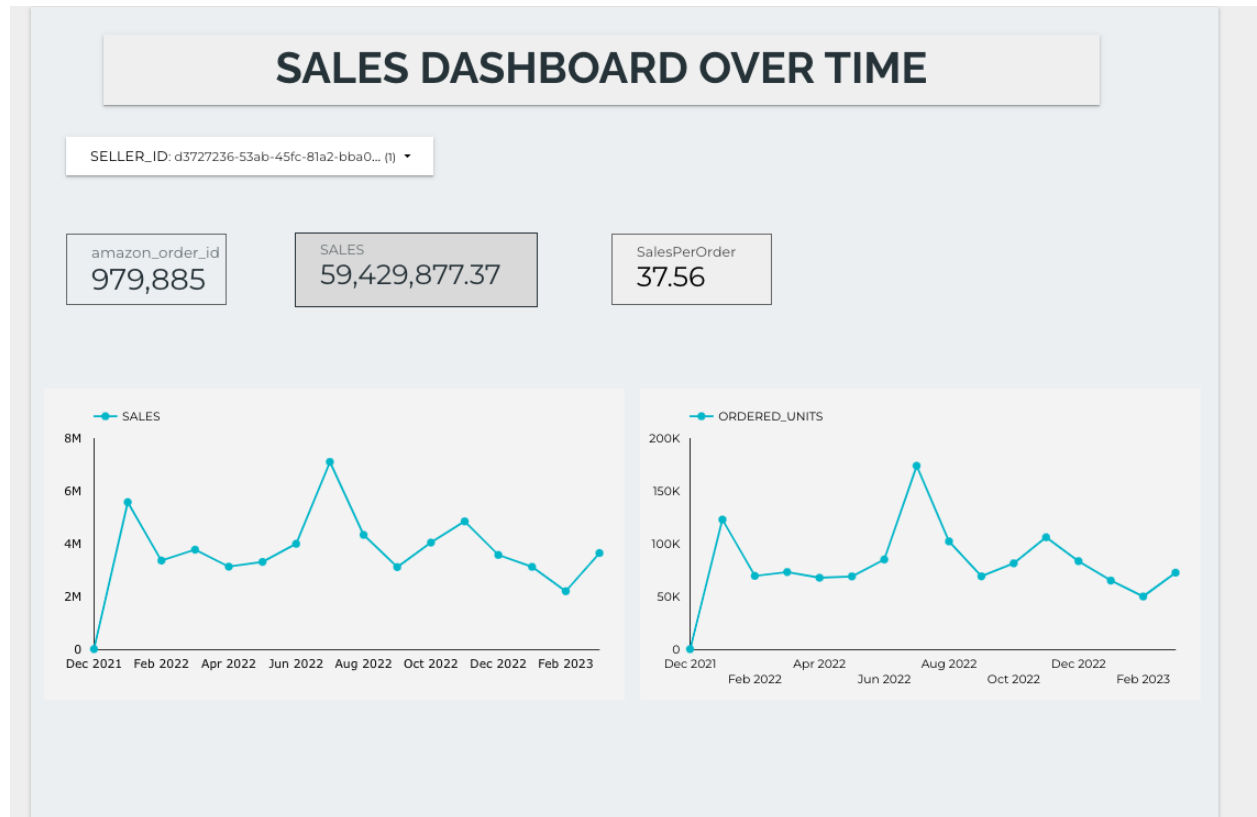 SALES DASHBOARD OVER TIME
SELLER_ID: d3727236-53ab-45fc-81a2-bba0... (1)
amazon_order_id
979,885
SALES
59,429,877.37
SalesPerOrder
37.56
SALES
8M
6M
4M
2M
0
Dec 2021 Feb 2022 Apr 2022 Jun 2022 Aug 2022 Oct 2022 Dec 2022 Feb 2023
ORDERED_UNITS
200K
150K
100K
50K
0
Dec 2021 Apr 2022 Aug 2022 Dec 2022
Feb 2022 Jun 2022 Oct 2022 Feb 2023